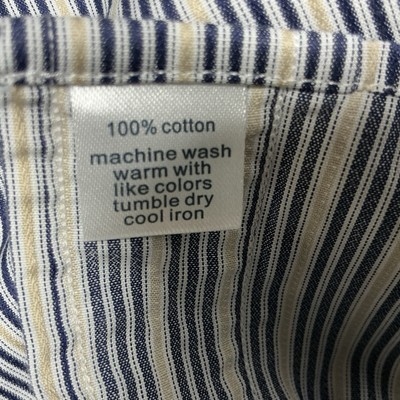 100% cotton
machine wash
warm with
like colors
tumble dry
cool iron